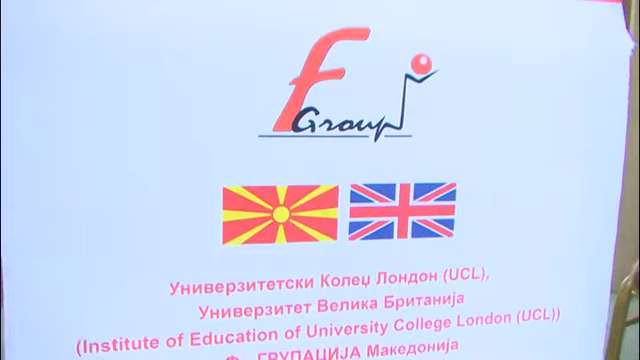 F Group
Универзитетски Колеџ Лондон (UCL),
Универзитет Велика Британија
(Institute of Education of University College London (UCL))
Ф - ГРУПАЦИЈА Македонија